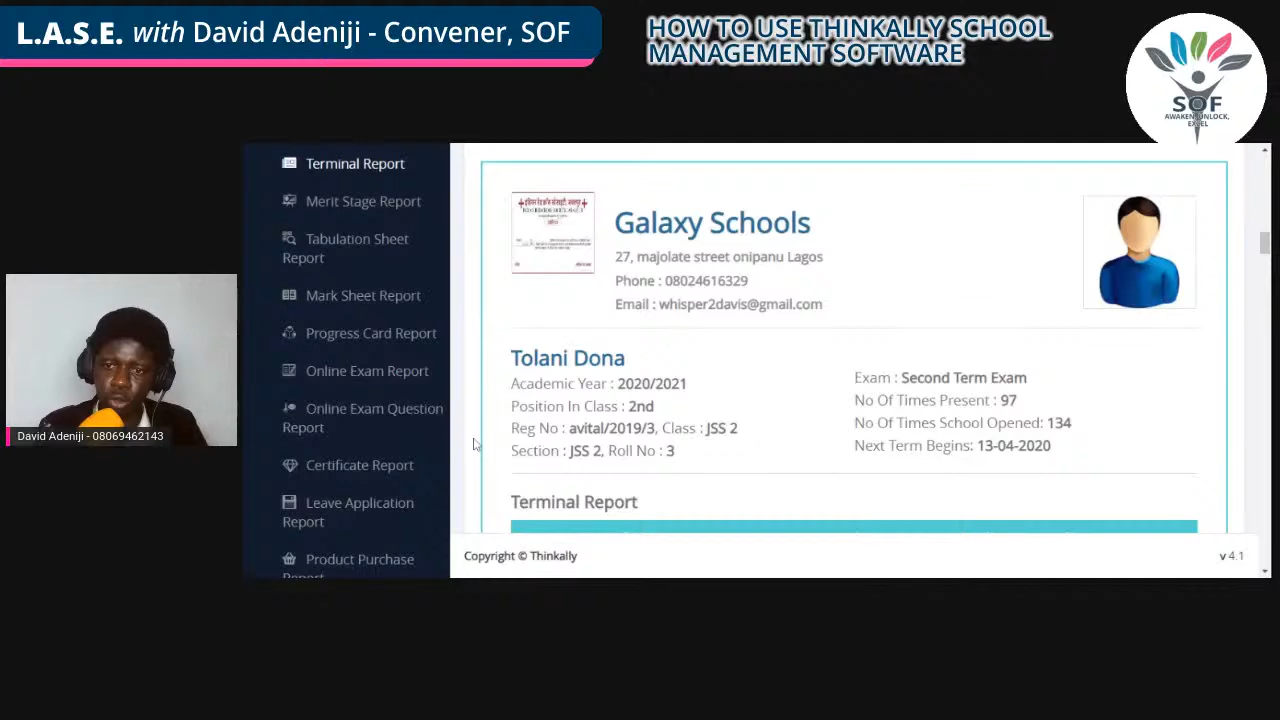 L.A.S.E. with David Adeniji - Convener, SOF
HOW TO USE THINKALLY SCHOOL
MANAGEMENT SOFTWARE
SOF
AWAKEN, UNLOCK,
EXCEL
Terminal Report
Merit Stage Report
Tabulation Sheet
Report
Mark Sheet Report
Progress Card Report
Online Exam Report
Online Exam Question
Report
Certificate Report
Leave Application
Report
Product Purchase
Report
Galaxy Schools
27, majolate street onipanu Lagos
Phone : 08024616329
Email : whisper2davis@gmail.com
Tolani Dona
Academic Year : 2020/2021
Position In Class : 2nd
Reg No : avital/2019/3, Class : JSS 2
Section : JSS 2, Roll No : 3
Exam : Second Term Exam
No Of Times Present : 97
No Of Times School Opened: 134
Next Term Begins: 13-04-2020
Terminal Report
Copyright © Thinkally
v 4.1
David Adeniji - 08069462143